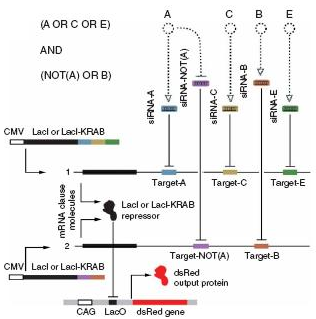 (A OR C OR E)
AND
(NOT(A) OR B)
A C B E
siRNA-A
siRNA-NOT(A)
siRNA-C
siRNA-B
siRNA-E
CMV LacI or LacI-KRAB
1
Target-A Target-C Target-E
mRNA clause
molecules
LacI or LacI-KRAB
repressor
2
Target-NOT(A) Target-B
LacI or LacI-KRAB
CMV
dsRed
output protein
CAG LacO dsRed gene